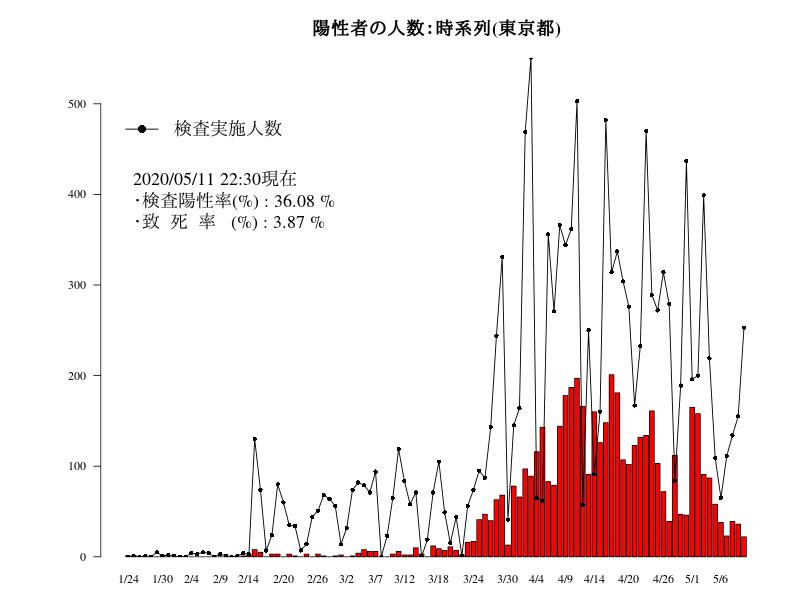 陽性者の人数：時系列(東京都)
500
検査実施人数
2020/05/11 22:30現在
・検査陽性率(%) : 36.08 %
400
・致 死 率 (%) : 3.87 %
300
200
100
0
1/24 1/30 2/4 2/9 2/14 2/20 2/26 3/2 3/7 3/12 3/18 3/24 3/30 4/4 4/9 4/14 4/20 4/26 5/1 5/6